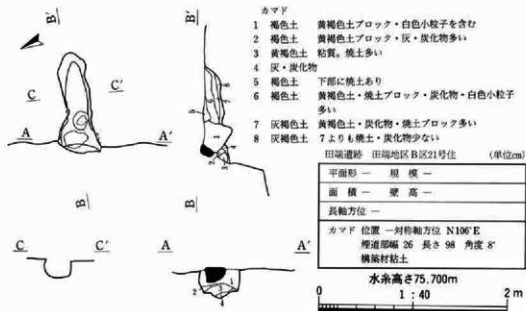 カマド
1 褐色土 黄褐色土ブロック・白色小粒子を含む
2 褐色土 黄褐色土ブロック・灰・炭化物多い
3 黄褐色土 粘質。焼土多い
4 灰・炭化物
5 褐色土 下部に焼土あり
6 褐色土 黄褐色土・焼土ブロック・炭化物・白色小粒子
多い
7 灰褐色土 黄褐色土・焼土ブロック多い
8 灰褐色土 7よりも焼土・炭化物少ない
田端遺跡 田端地区B区21号住 (単位cm)
平面形 ― 規模 ―
面積 ― 壁高 ―
長軸方位 ―
カマド 位置 ― 対称軸方位 N106°E
煙道部幅 26 長さ 98 角度 8°
構築材粘土
水糸高さ75.700m
0 1:40 2m
B' B'
C C'
A A'
B B
C C' A A'
1
2 3
4